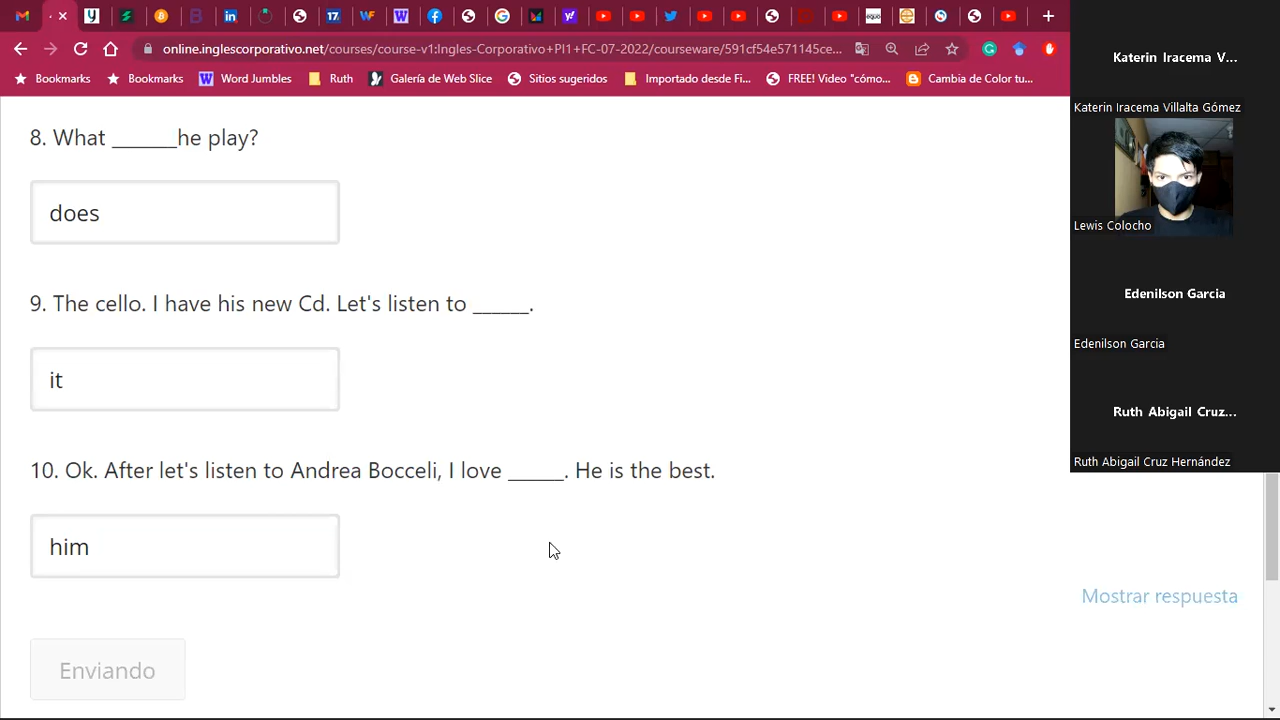 online.inglescorporativo.net/courses/course-v1:Ingles-Corporativo+PI1+FC-07-2022/courseware/591cf54e571145ce...
Bookmarks Bookmarks Word Jumbles Ruth Galería de Web Slice Sitios sugeridos Importado desde Fi... FREE! Video "cómo... Cambia de Color tu...
8. What _______he play?
does
9. The cello. I have his new Cd. Let's listen to ______.
it
10. Ok. After let's listen to Andrea Bocceli, I love ______. He is the best.
him
Mostrar respuesta
Enviando
Katerin Iracema V...
Katerin Iracema Villalta Gómez
Lewis Colocho
Edenilson Garcia
Edenilson Garcia
Ruth Abigail Cruz...
Ruth Abigail Cruz Hernández